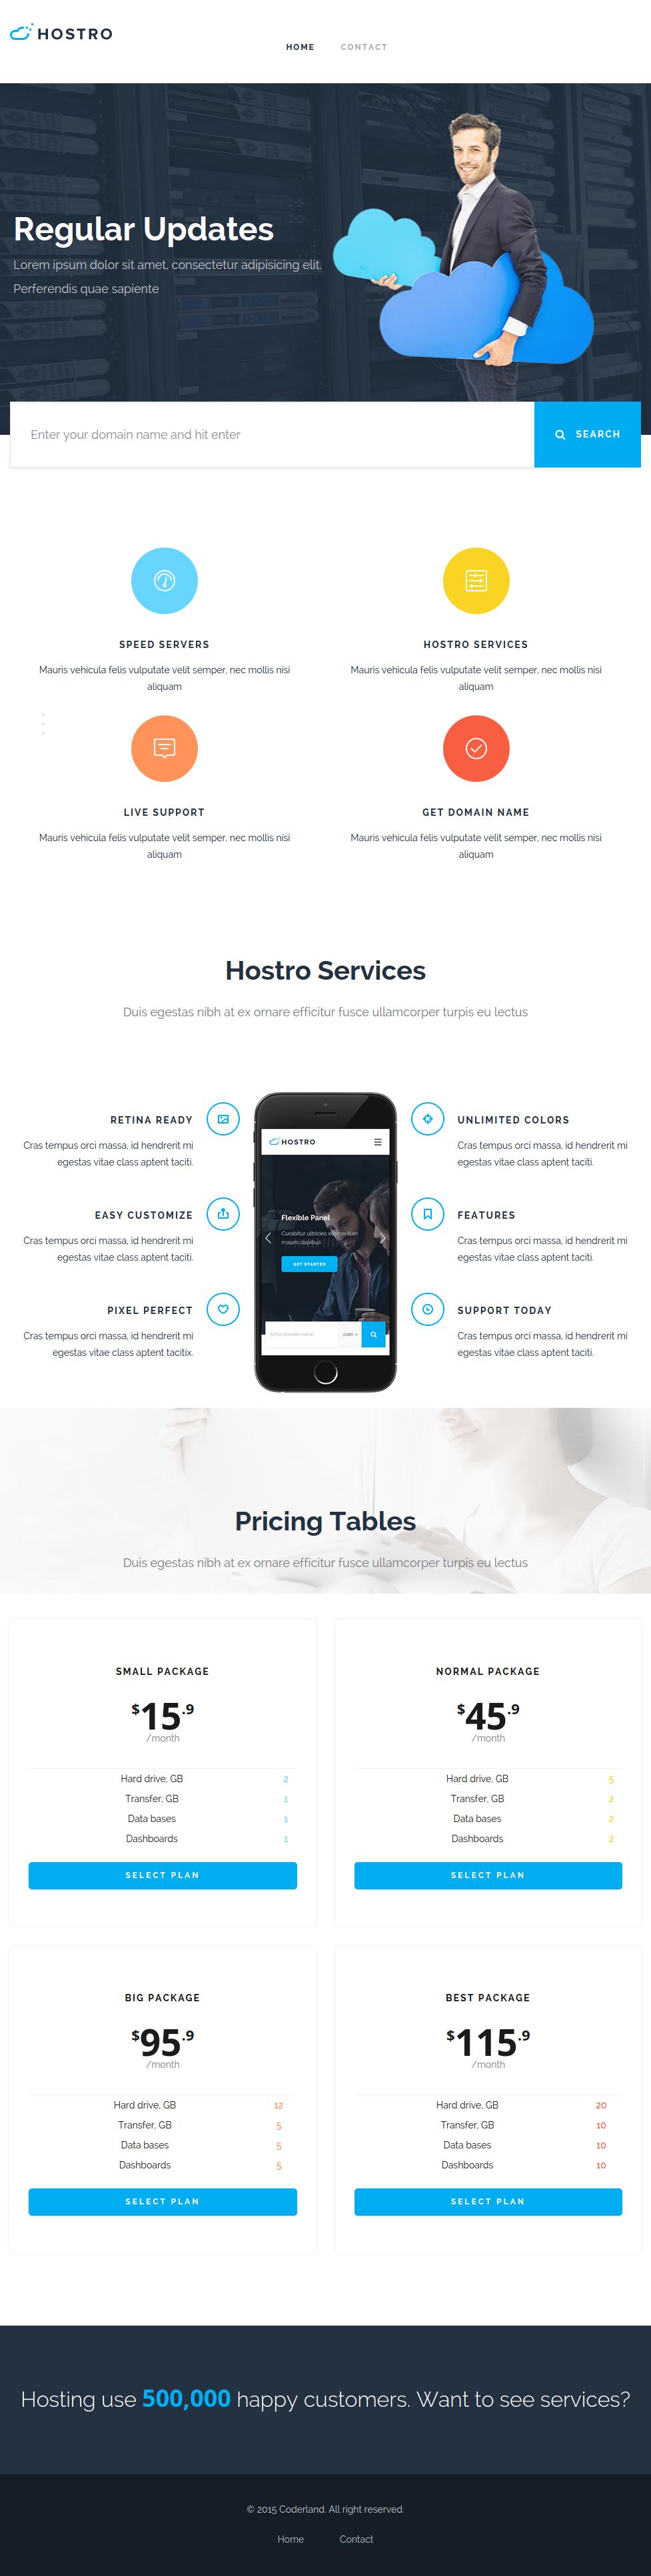 HOSTRO
HOME CONTACT
Regular Updates
Lorem ipsum dolor sit amet, consectetur adipisicing elit.
Perferendis quae sapiente
Enter your domain name and hit enter
SEARCH
SPEED SERVERS
Mauris vehicula felis vulputate velit semper, nec mollis nisi
aliquam
HOSTRO SERVICES
Mauris vehicula felis vulputate velit semper, nec mollis nisi
aliquam
LIVE SUPPORT
Mauris vehicula felis vulputate velit semper, nec mollis nisi
aliquam
GET DOMAIN NAME
Mauris vehicula felis vulputate velit semper, nec mollis nisi
aliquam
Hostro Services
Duis egestas nibh at ex ornare efficitur fusce ullamcorper turpis eu lectus
RETINA READY
Cras tempus orci massa, id hendrerit mi
egestas vitae class aptent taciti.
EASY CUSTOMIZE
Cras tempus orci massa, id hendrerit mi
egestas vitae class aptent taciti.
PIXEL PERFECT
Cras tempus orci massa, id hendrerit mi
egestas vitae class aptent tacitix.
HOSTRO
Flexible Panel
Curabitur ultricies elementum
mauris dapibus
GET STARTED
Enter domain name
.com
UNLIMITED COLORS
Cras tempus orci massa, id hendrerit mi
egestas vitae class aptent taciti.
FEATURES
Cras tempus orci massa, id hendrerit mi
egestas vitae class aptent taciti.
SUPPORT TODAY
Cras tempus orci massa, id hendrerit mi
egestas vitae class aptent taciti.
Pricing Tables
Duis egestas nibh at ex ornare efficitur fusce ullamcorper turpis eu lectus
SMALL PACKAGE
$15.9
/month
Hard drive, GB 2
Transfer, GB 1
Data bases 1
Dashboards 1
SELECT PLAN
NORMAL PACKAGE
$45.9
/month
Hard drive, GB 5
Transfer, GB 2
Data bases 2
Dashboards 2
SELECT PLAN
BIG PACKAGE
$95.9
/month
Hard drive, GB 12
Transfer, GB 5
Data bases 5
Dashboards 5
SELECT PLAN
BEST PACKAGE
$115.9
/month
Hard drive, GB 20
Transfer, GB 10
Data bases 10
Dashboards 10
SELECT PLAN
Hosting use 500,000 happy customers. Want to see services?
© 2015 Coderland. All right reserved.
Home Contact